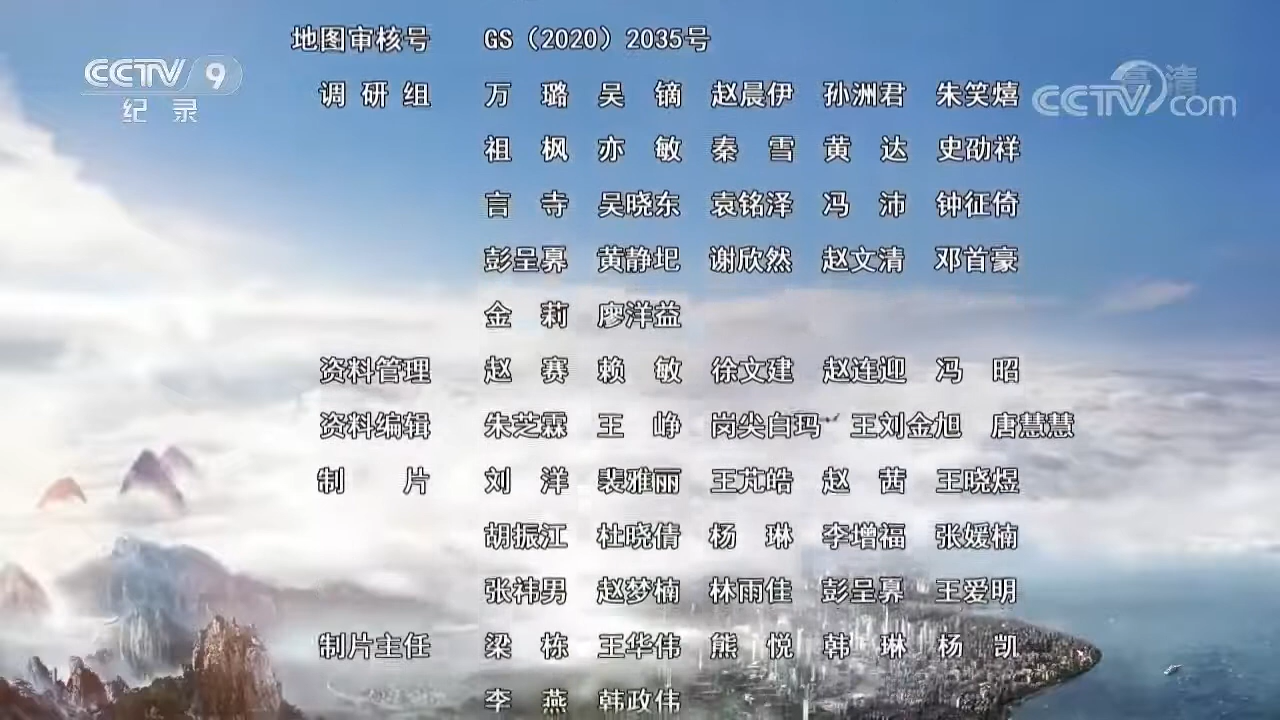 地图审核号 GS（2020）2035号
CCTV 9
纪录
高清
CCTV.com
调研组 万璐 吴镝 赵晨伊 孙洲君 朱笑熺
祖枫 亦敏 秦雪 黄达 史劭祥
言寺 吴晓东 袁铭泽 冯沛 钟征倚
彭呈奡 黄静圯 谢欣然 赵文清 邓首豪
金莉 廖洋益
资料管理 赵赛 赖敏 徐文建 赵连迎 冯昭
资料编辑 朱芝霖 王峥 岗尖白玛 王刘金旭 唐慧慧
制片 刘洋 裴雅丽 王芃皓 赵茜 王晓煜
胡振江 杜晓倩 杨琳 李增福 张媛楠
张祎男 赵梦楠 林雨佳 彭呈奡 王爱明
制片主任 梁栋 王华伟 熊悦 韩琳 杨凯
李燕 韩政伟